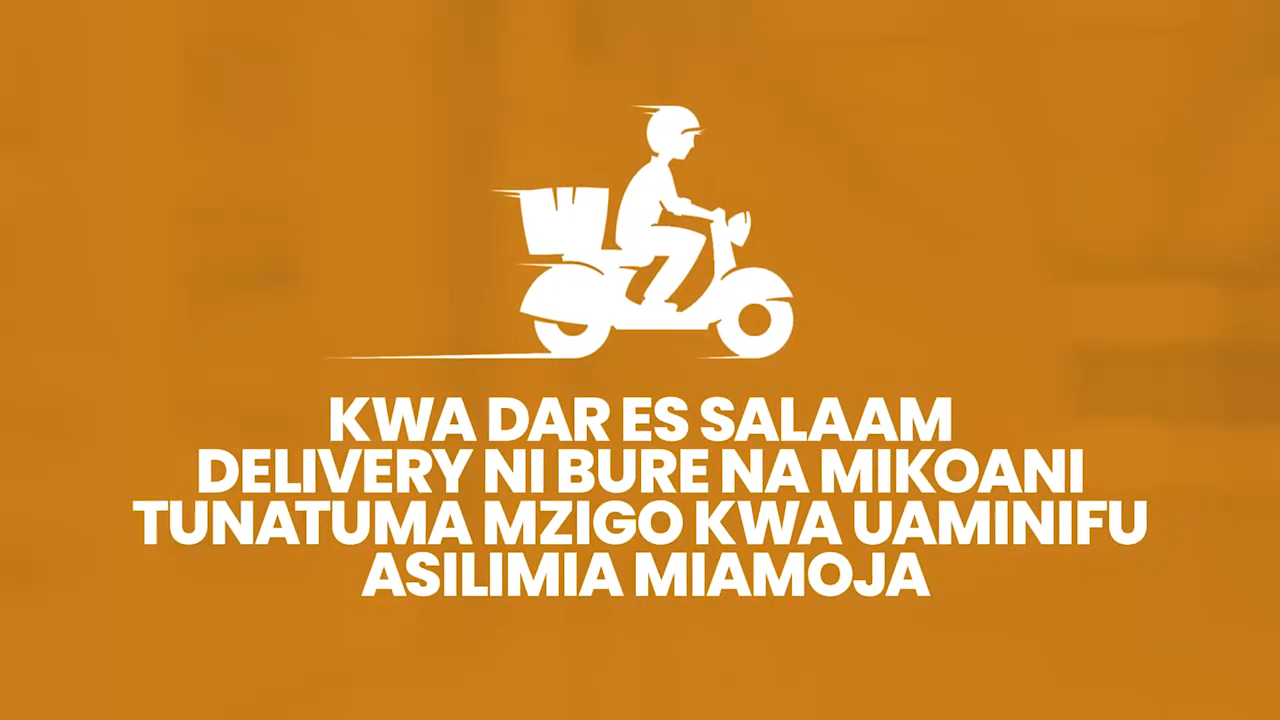 KWA DAR ES SALAAM
DELIVERY NI BURE NA MIKOANI
TUNATUMA MZIGO KWA UAMINIFU
ASILIMIA MIAMOJA